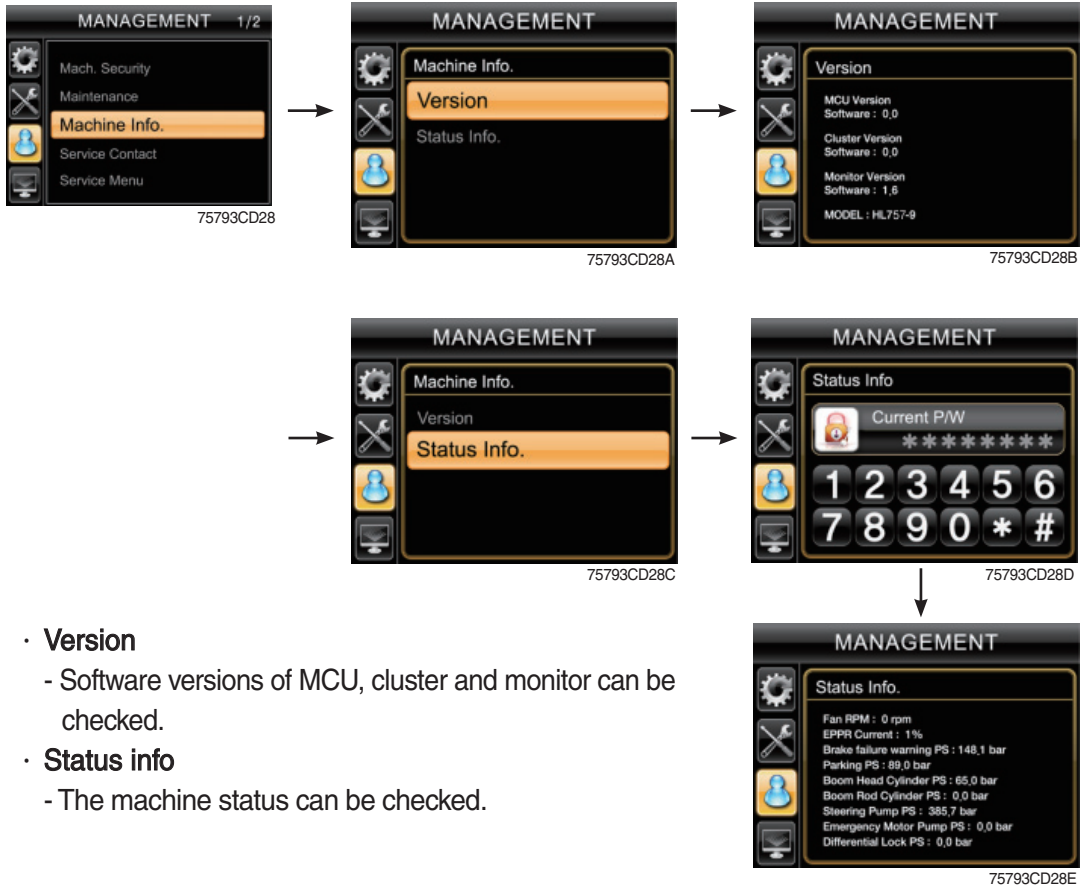 MANAGEMENT 1/2
Mach. Security
Maintenance
Machine Info.
Service Contact
Service Menu
75793CD28
MANAGEMENT
Machine Info.
Version
Status Info.
75793CD28A
MANAGEMENT
Version
MCU Version
Software : 0,0
Cluster Version
Software : 0,0
Monitor Version
Software : 1,6
MODEL : HL757-9
75793CD28B
MANAGEMENT
Machine Info.
Version
Status Info.
75793CD28C
MANAGEMENT
Status Info
Current P/W
********
1 2 3 4 5 6
7 8 9 0 * #
75793CD28D
· Version
- Software versions of MCU, cluster and monitor can be
checked.
· Status info
- The machine status can be checked.
MANAGEMENT
Status Info.
Fan RPM : 0 rpm
EPPR Current : 1%
Brake failure warning PS : 148,1 bar
Parking PS : 89,0 bar
Boom Head Cylinder PS : 65,0 bar
Boom Rod Cylinder PS : 0,0 bar
Steering Pump PS : 385,7 bar
Emergency Motor Pump PS : 0,0 bar
Differential Lock PS : 0,0 bar
75793CD28E